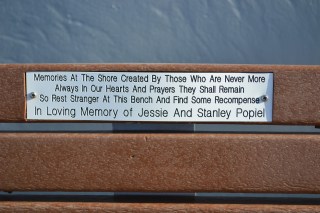 Memories At The Shore Created By Those Who Are Never More
Always In Our Hearts And Prayers They Shall Remain
So Rest Stranger At This Bench And Find Some Recompense
In Loving Memory of Jessie And Stanley Popiel